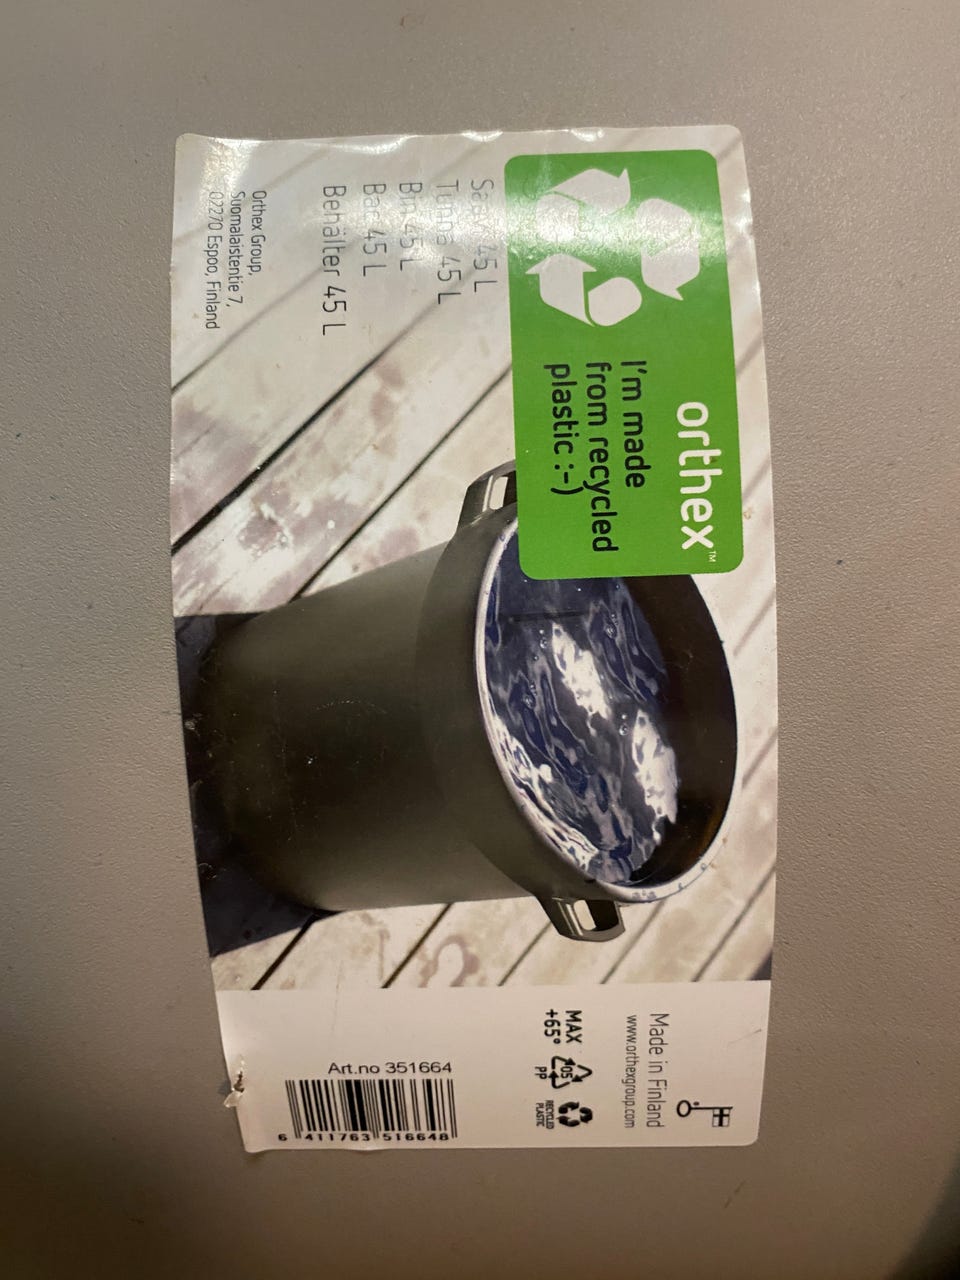 orthex™
I'm made
from recycled
plastic :-)
Saavi 45 L
Tunna 45 L
Bin 45 L
Bac 45 L
Behälter 45 L
Orthex Group,
Suomalaistentie 7,
02270 Espoo, Finland
Made in Finland
www.orthexgroup.com
MAX
+65°
05
PP
RECYCLED
PLASTIC
Art.no 351664
6 411763 516648